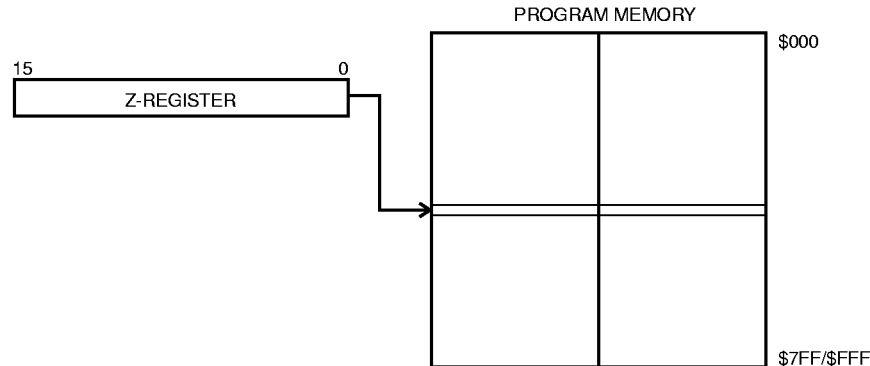 PROGRAM MEMORY
$000
15 0
Z-REGISTER
$7FF/$FFF